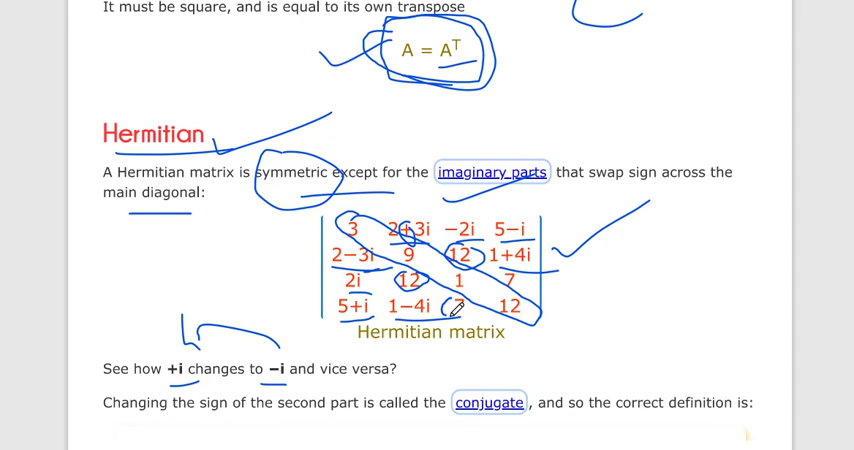 It must be square, and is equal to its own transpose
A = Aᵀ
Hermitian
A Hermitian matrix is symmetric except for the imaginary parts that swap sign across the
main diagonal:
3 2+3i −2i 5−i
2−3i 9 12 1+4i
2i 12 1 7
5+i 1−4i 7 12
Hermitian matrix
See how +i changes to −i and vice versa?
Changing the sign of the second part is called the conjugate, and so the correct definition is: